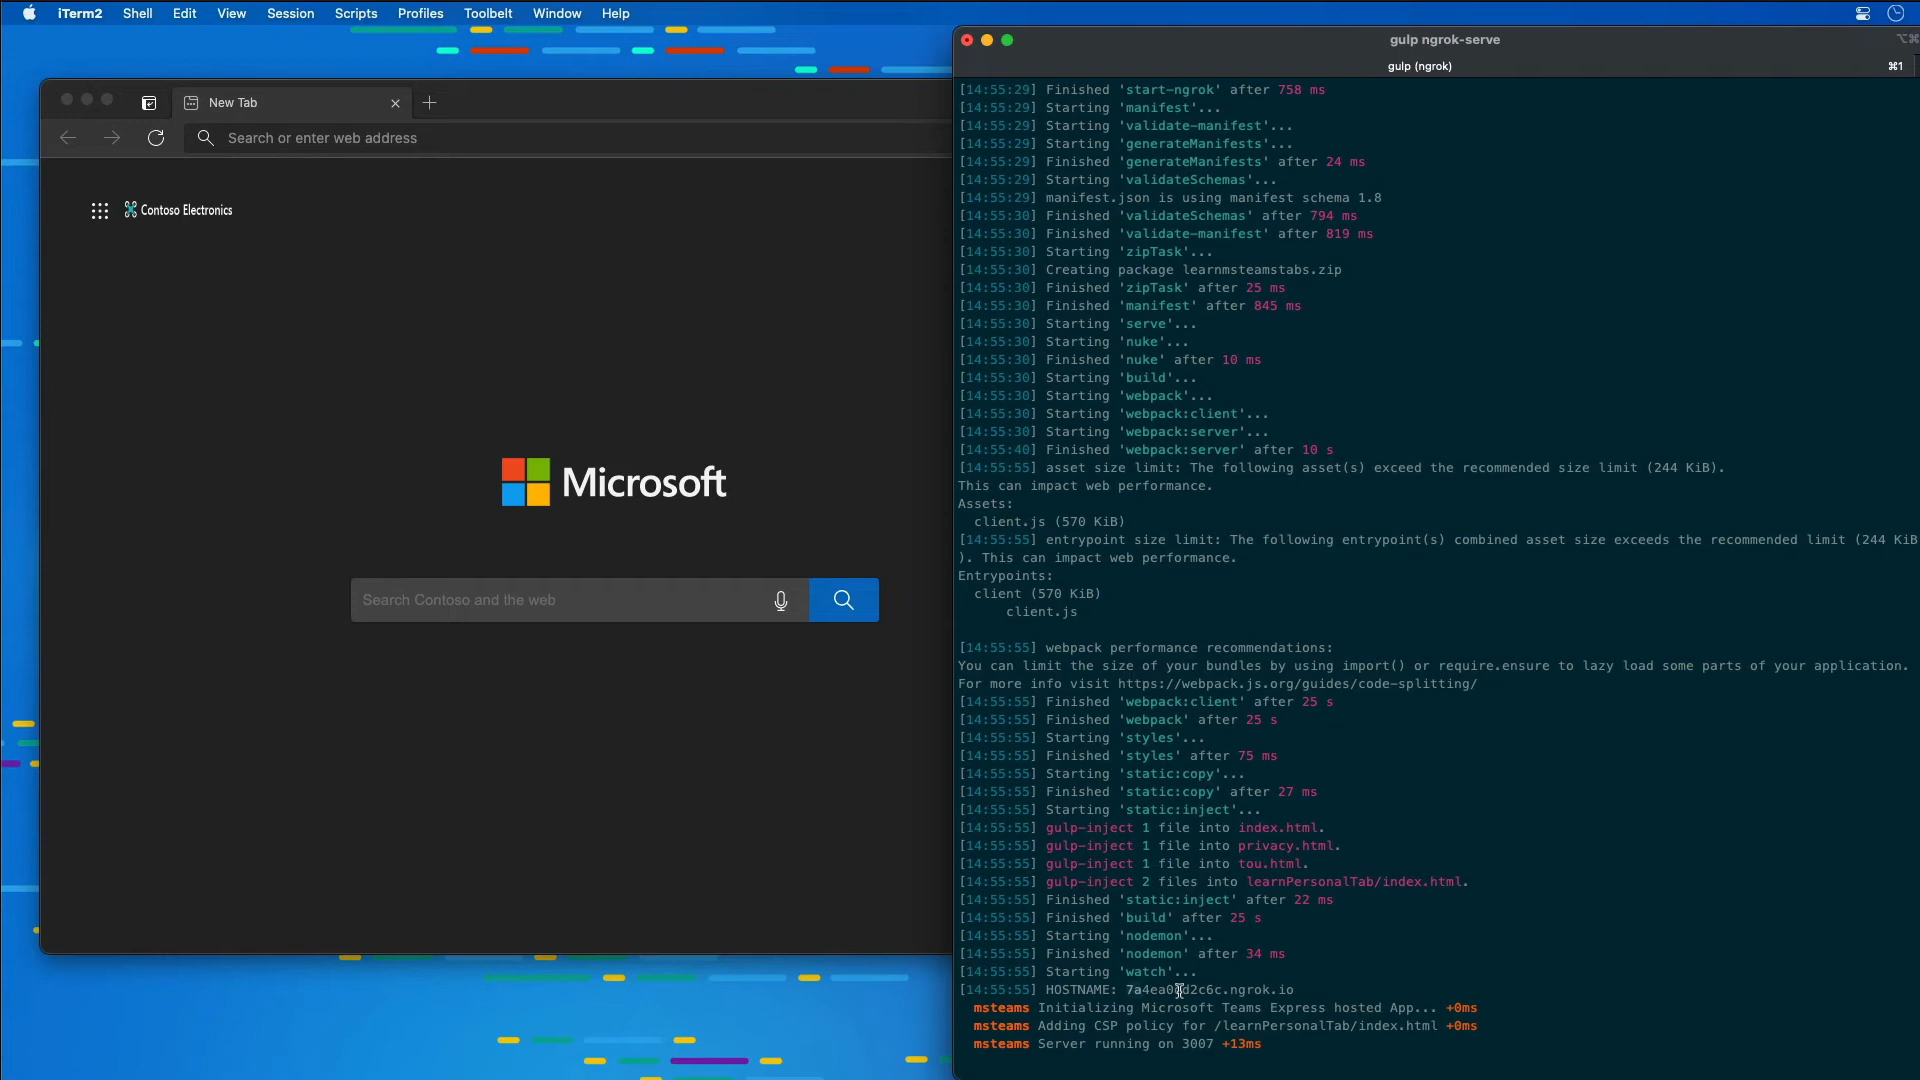 iTerm2 Shell Edit View Session Scripts Profiles Toolbelt Window Help
New Tab
Search or enter web address
Contoso Electronics
Microsoft
Search Contoso and the web
gulp ngrok-serve
gulp (ngrok)
⌘1
[14:55:29] Finished 'start-ngrok' after 758 ms
[14:55:29] Starting 'manifest'...
[14:55:29] Starting 'validate-manifest'...
[14:55:29] Starting 'generateManifests'...
[14:55:29] Finished 'generateManifests' after 24 ms
[14:55:29] Starting 'validateSchemas'...
[14:55:29] manifest.json is using manifest schema 1.8
[14:55:30] Finished 'validateSchemas' after 794 ms
[14:55:30] Finished 'validate-manifest' after 819 ms
[14:55:30] Starting 'zipTask'...
[14:55:30] Creating package learnmsteamstabs.zip
[14:55:30] Finished 'zipTask' after 25 ms
[14:55:30] Finished 'manifest' after 845 ms
[14:55:30] Starting 'serve'...
[14:55:30] Starting 'nuke'...
[14:55:30] Finished 'nuke' after 10 ms
[14:55:30] Starting 'build'...
[14:55:30] Starting 'webpack'...
[14:55:30] Starting 'webpack:client'...
[14:55:30] Starting 'webpack:server'...
[14:55:40] Finished 'webpack:server' after 10 s
[14:55:55] asset size limit: The following asset(s) exceed the recommended size limit (244 KiB).
This can impact web performance.
Assets:
client.js (570 KiB)
[14:55:55] entrypoint size limit: The following entrypoint(s) combined asset size exceeds the recommended limit (244 KiB
). This can impact web performance.
Entrypoints:
client (570 KiB)
client.js
[14:55:55] webpack performance recommendations:
You can limit the size of your bundles by using import() or require.ensure to lazy load some parts of your application.
For more info visit https://webpack.js.org/guides/code-splitting/
[14:55:55] Finished 'webpack:client' after 25 s
[14:55:55] Finished 'webpack' after 25 s
[14:55:55] Starting 'styles'...
[14:55:55] Finished 'styles' after 75 ms
[14:55:55] Starting 'static:copy'...
[14:55:55] Finished 'static:copy' after 27 ms
[14:55:55] Starting 'static:inject'...
[14:55:55] gulp-inject 1 file into index.html.
[14:55:55] gulp-inject 1 file into privacy.html.
[14:55:55] gulp-inject 1 file into tou.html.
[14:55:55] gulp-inject 2 files into learnPersonalTab/index.html.
[14:55:55] Finished 'static:inject' after 22 ms
[14:55:55] Finished 'build' after 25 s
[14:55:55] Starting 'nodemon'...
[14:55:55] Finished 'nodemon' after 34 ms
[14:55:55] Starting 'watch'...
[14:55:55] HOSTNAME:
msteams Initializing Microsoft Teams Express hosted App... +0ms
msteams Adding CSP policy for /learnPersonalTab/index.html +0ms
msteams Server running on 3007 +13ms